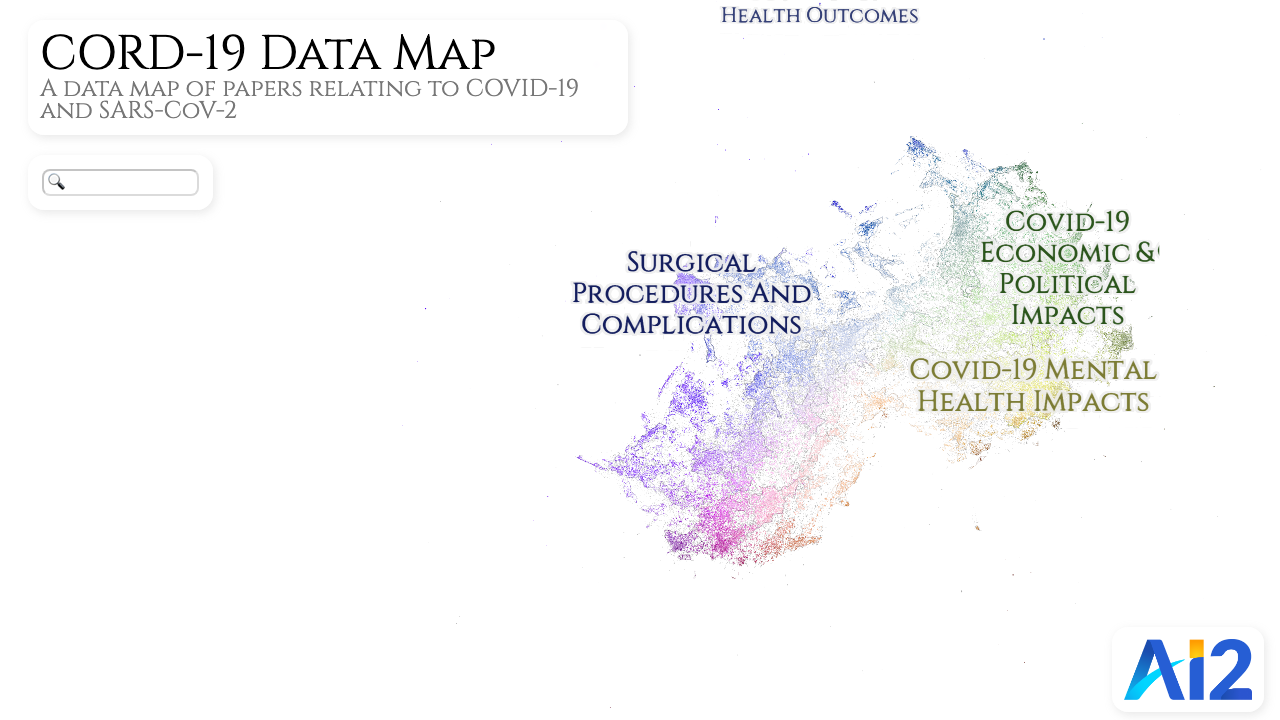 Health Outcomes
CORD-19 Data Map
A data map of papers relating to COVID-19
and SARS-CoV-2
Covid-19
Economic &
Political
Impacts
Surgical
Procedures And
Complications
Covid-19 Mental
Health Impacts
Ai2